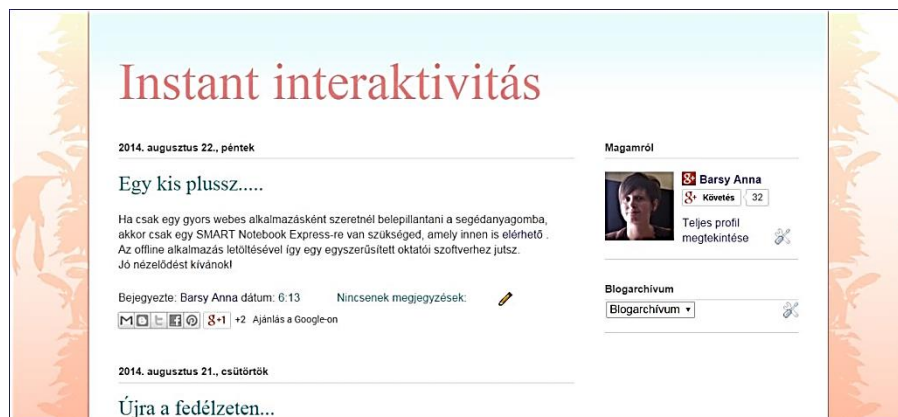 Instant interaktivitás
2014. augusztus 22., péntek
Egy kis plussz.....
Ha csak egy gyors webes alkalmazásként szeretnél belepillantani a segédanyagomba,
akkor csak egy SMART Notebook Express-re van szükséged, amely innen is elérhető .
Az offline alkalmazás letöltésével így egy egyszerűsített oktatói szoftverhez jutsz.
Jó nézelődést kívánok!
Bejegyezte: Barsy Anna dátum: 6:13 Nincsenek megjegyzések:
g+1 +2 Ajánlás a Google-on
2014. augusztus 21., csütörtök
Újra a fedélzeten...
Magamról
g+ Barsy Anna
g+ Követés 32
Teljes profil
megtekintése
Blogarchívum
Blogarchívum